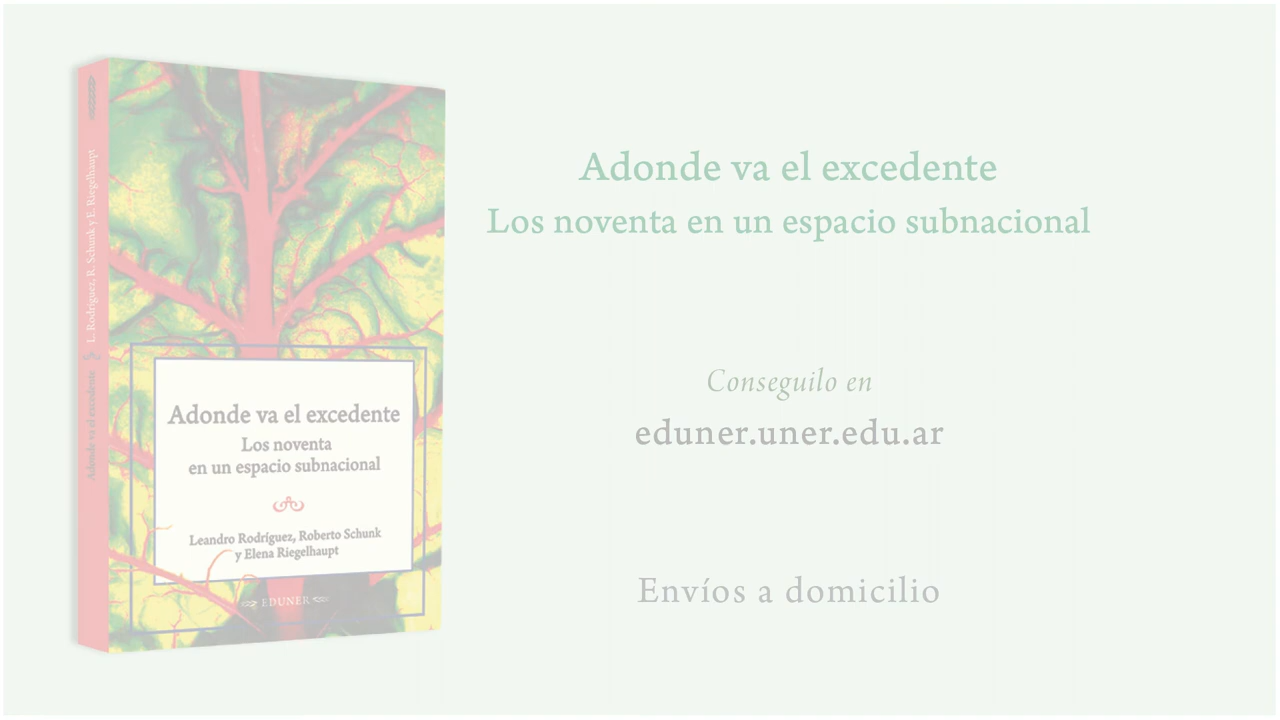 L. Rodríguez, R. Schunk y E. Riegelhaupt
Adonde va el excedente
Adonde va el excedente
Los noventa
en un espacio subnacional
Leandro Rodríguez, Roberto Schunk
y Elena Riegelhaupt
EDUNER
Adonde va el excedente
Los noventa en un espacio subnacional
Conseguilo en
eduner.uner.edu.ar
Envíos a domicilio